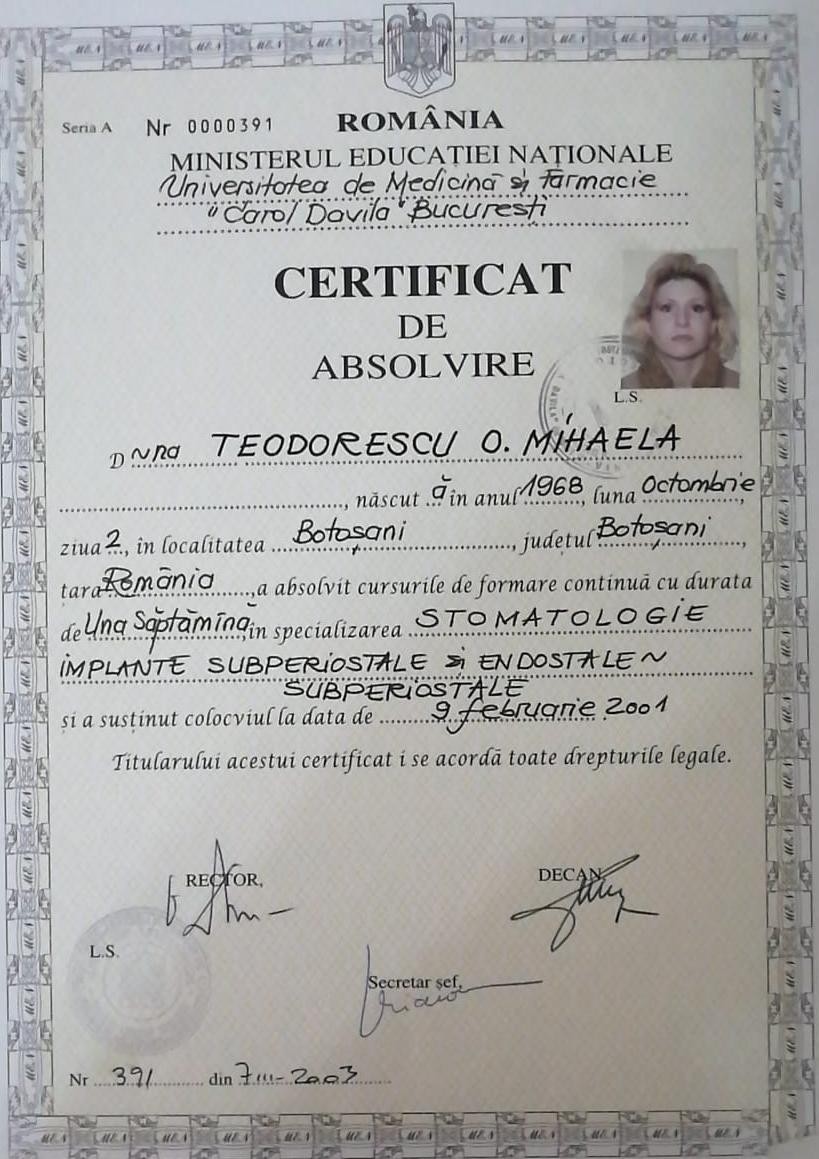 Seria A Nr 0000391
ROMÂNIA
MINISTERUL EDUCAȚIEI NAȚIONALE
Universitatea de Medicină și Farmacie
"Carol Davila" București
CERTIFICAT
DE
ABSOLVIRE
L.S.
D na TEODORESCU O. MIHAELA
, născut ă în anul 1968, luna Octombrie,
ziua 2, în localitatea Botoșani, județul Botoșani,
țara România, a absolvit cursurile de formare continuă cu durata
de Una Săptămînă, în specializarea STOMATOLOGIE
IMPLANTE SUBPERIOSTALE și ENDOSTALE ~
SUBPERIOSTALE
și a susținut colocviul la data de 9 februarie 2001
Titularului acestui certificat i se acordă toate drepturile legale.
RECTOR,
DECAN,
L.S.
Secretar șef,
Nr 391 din 7 III - 2003